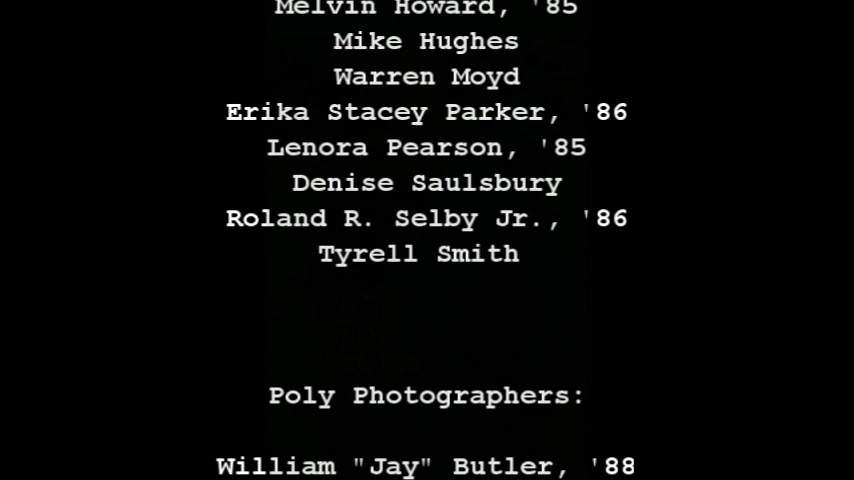 Melvin Howard, '85
Mike Hughes
Warren Moyd
Erika Stacey Parker, '86
Lenora Pearson, '85
Denise Saulsbury
Roland R. Selby Jr., '86
Tyrell Smith
Poly Photographers:
William "Jay" Butler, '88